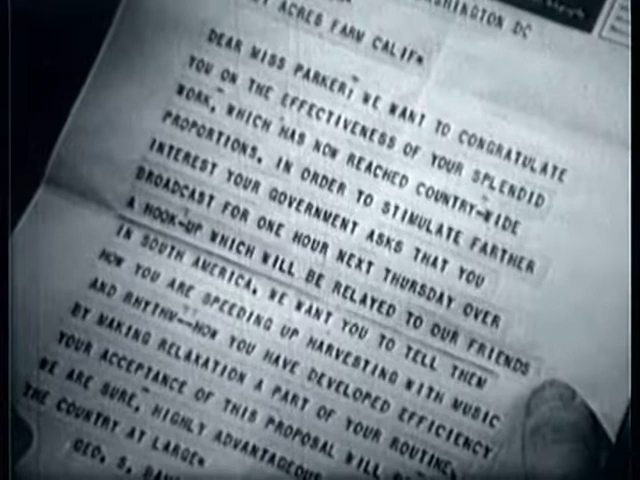 WASHINGTON DC
ACRES FARM CALIF.
DEAR MISS PARKER; WE WANT TO CONGRATULATE
YOU ON THE EFFECTIVENESS OF YOUR SPLENDID
WORK, WHICH HAS NOW REACHED COUNTRY-WIDE
PROPORTIONS. IN ORDER TO STIMULATE FARTHER
INTEREST YOUR GOVERNMENT ASKS THAT YOU
BROADCAST FOR ONE HOUR NEXT THURSDAY OVER
A HOOK-UP WHICH WILL BE RELAYED TO OUR FRIENDS
IN SOUTH AMERICA. WE WANT YOU TO TELL THEM
HOW YOU ARE SPEEDING UP HARVESTING WITH MUSIC
AND RHYTHM--HOW YOU HAVE DEVELOPED EFFICIENCY
BY MAKING RELAXATION A PART OF YOUR ROUTINE.
YOUR ACCEPTANCE OF THIS PROPOSAL WILL
WE ARE SURE, HIGHLY ADVANTAGEOUS
THE COUNTRY AT LARGE.
GEO. S.